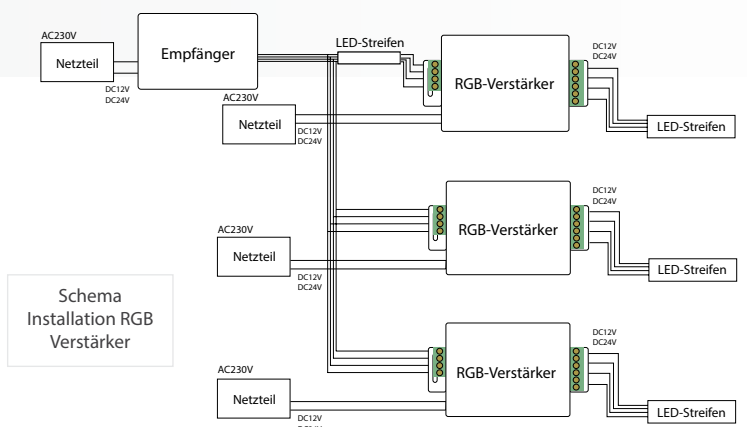 AC230V
Netzteil
DC12V
DC24V
Empfänger
LED-Streifen
RGB-Verstärker
DC12V
DC24V
LED-Streifen
AC230V
Netzteil
DC12V
DC24V
RGB-Verstärker
DC12V
DC24V
LED-Streifen
AC230V
Netzteil
DC12V
DC24V
Schema
Installation RGB
Verstärker
RGB-Verstärker
DC12V
DC24V
LED-Streifen
AC230V
Netzteil
DC12V
DC24V